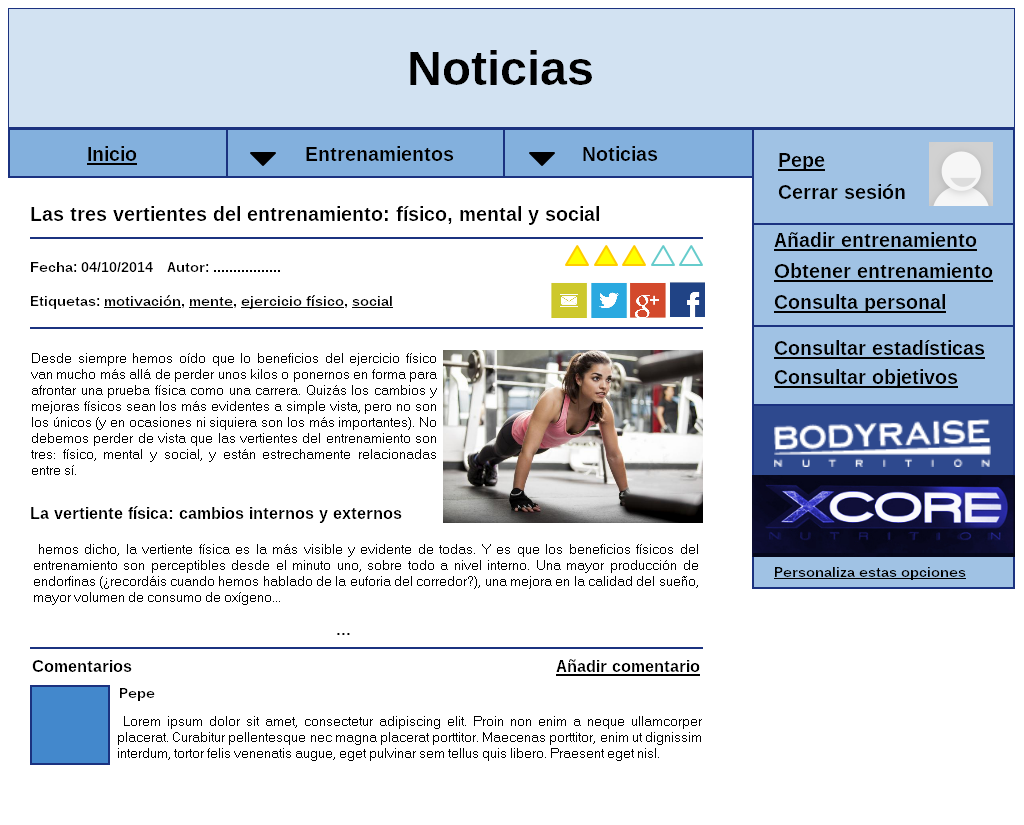 Noticias
Inicio
Entrenamientos
Noticias
Pepe
Cerrar sesión
Las tres vertientes del entrenamiento: físico, mental y social
Fecha: 04/10/2014 Autor: .................
Etiquetas: motivación, mente, ejercicio físico, social
g+
f
Desde siempre hemos oído que lo beneficios del ejercicio físico
van mucho más allá de perder unos kilos o ponernos en forma para
afrontar una prueba física como una carrera. Quizás los cambios y
mejoras físicos sean los más evidentes a simple vista, pero no son
los únicos (y en ocasiones ni siquiera son los más importantes). No
debemos perder de vista que las vertientes del entrenamiento son
tres: físico, mental y social, y están estrechamente relacionadas
entre sí.
La vertiente física: cambios internos y externos
hemos dicho, la vertiente física es la más visible y evidente de todas. Y es que los beneficios físicos del
entrenamiento son perceptibles desde el minuto uno, sobre todo a nivel interno. Una mayor producción de
endorfinas (¿recordáis cuando hemos hablado de la euforia del corredor?), una mejora en la calidad del sueño,
mayor volumen de consumo de oxígeno...
...
Comentarios
Añadir comentario
Pepe
Lorem ipsum dolor sit amet, consectetur adipiscing elit. Proin non enim a neque ullamcorper
placerat. Curabitur pellentesque nec magna placerat porttitor. Maecenas porttitor, enim ut dignissim
interdum, tortor felis venenatis augue, eget pulvinar sem tellus quis libero. Praesent eget nisl.
Añadir entrenamiento
Obtener entrenamiento
Consulta personal
Consultar estadísticas
Consultar objetivos
BODYRAISE
NUTRITION
XCORE
NUTRITION
Personaliza estas opciones